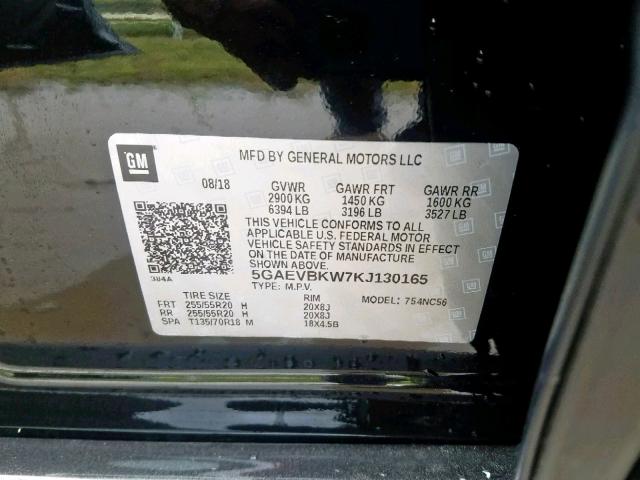 GM
MFD BY GENERAL MOTORS LLC
08/18 GVWR GAWR FRT GAWR RR
2900 KG 1450 KG 1600 KG
6394 LB 3196 LB 3527 LB
THIS VEHICLE CONFORMS TO ALL
APPLICABLE U.S. FEDERAL MOTOR
VEHICLE SAFETY STANDARDS IN EFFECT
ON THE DATE OF MANUFACTURE
SHOWN ABOVE.
5GAEVBKW7KJ130165
384A
TYPE: M.P.V. MODEL: 754NC56
TIRE SIZE RIM
FRT 255/55R20 H 20X8J
RR 255/55R20 H 20X8J
SPA T135/70R18 M 18X4.5B